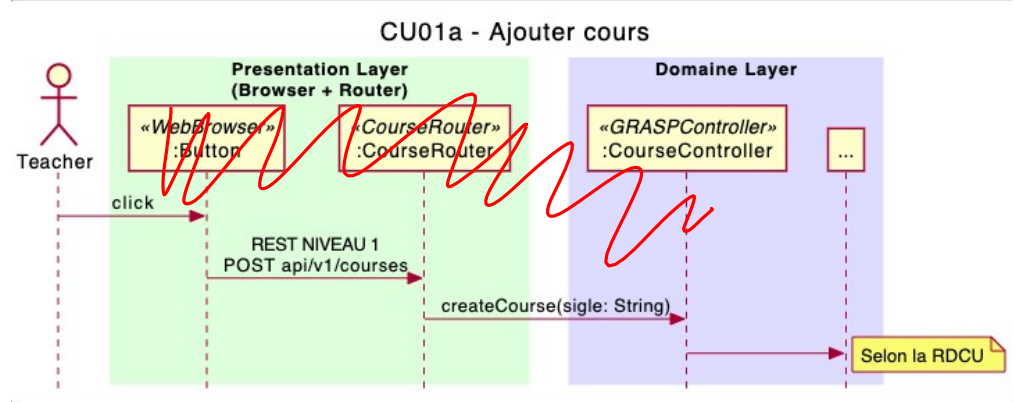 CU01a - Ajouter cours
Presentation Layer
(Browser + Router)
Domaine Layer
«WebBrowser»
:Button
«CourseRouter»
:CourseRouter
«GRASPController»
:CourseController
...
Teacher
click
REST NIVEAU 1
POST api/v1/courses
createCourse(sigle: String)
Selon la RDCU